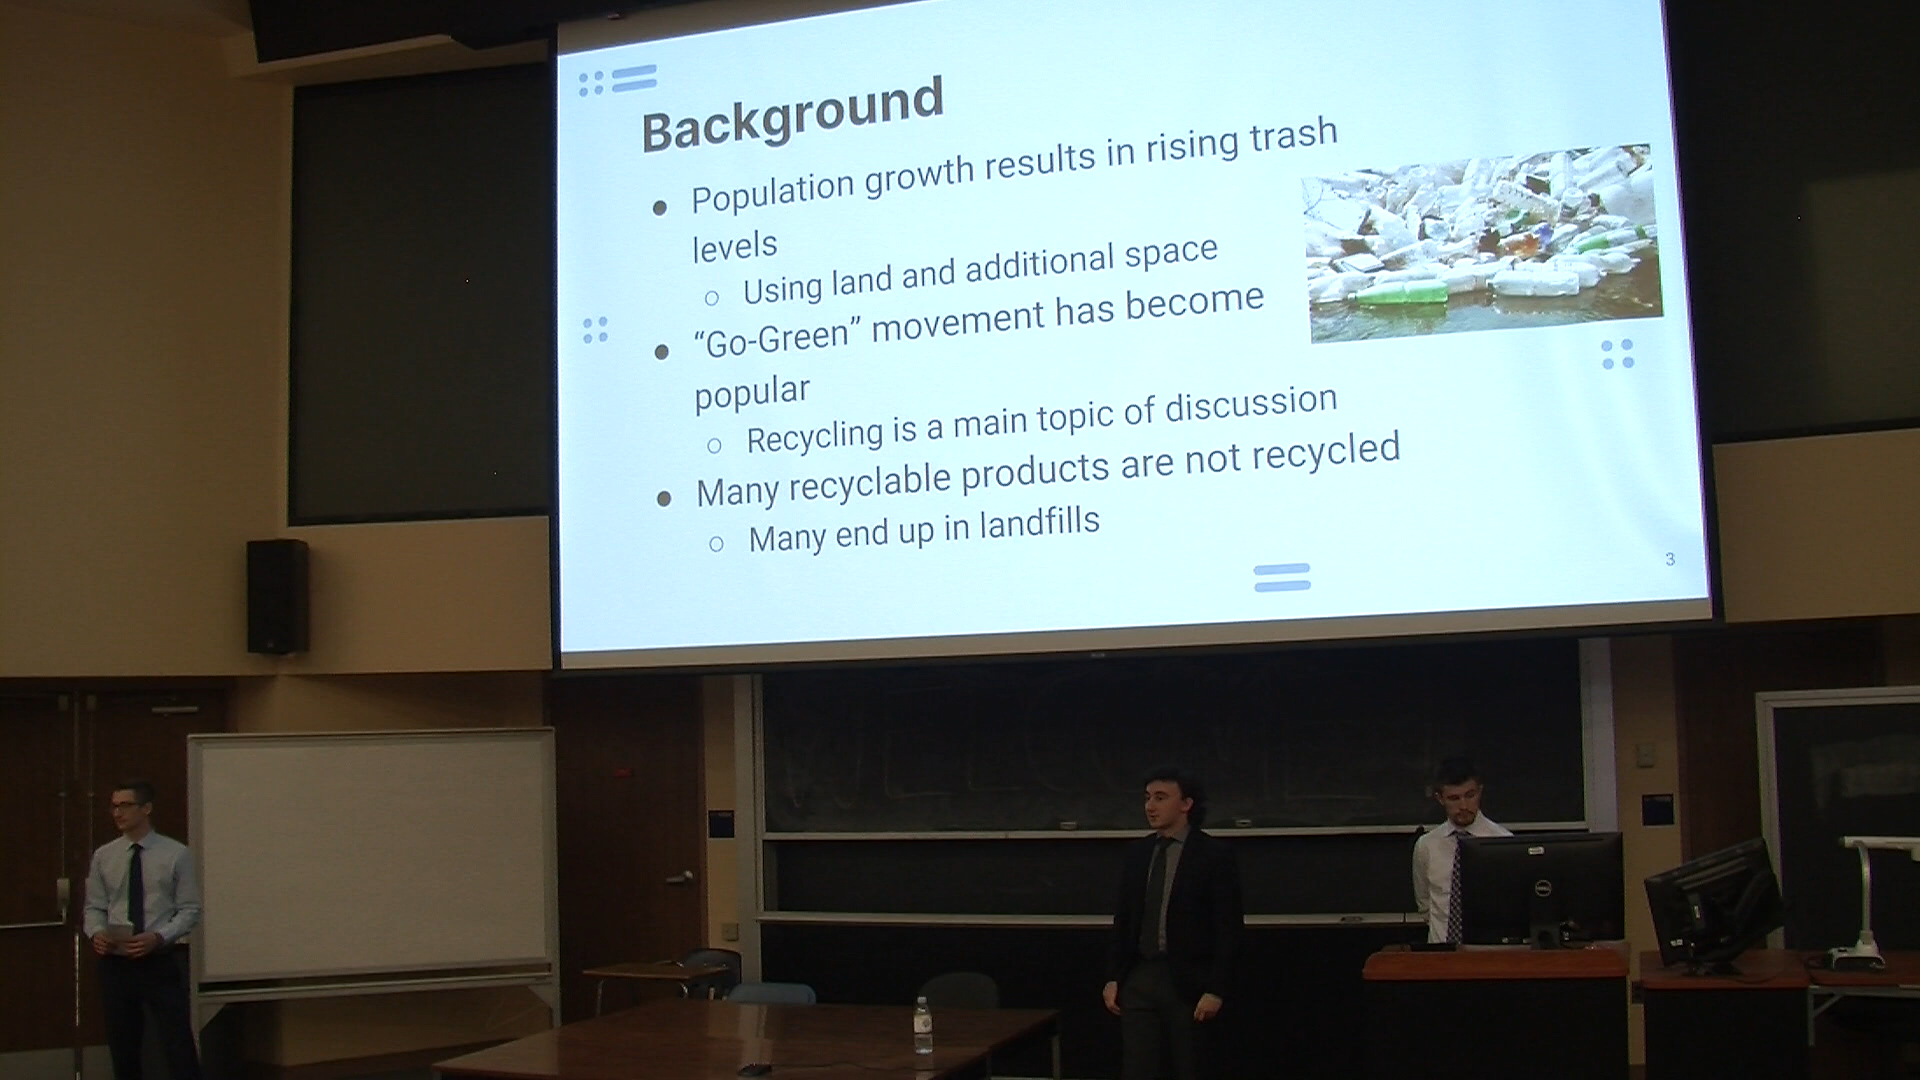 Background
● Population growth results in rising trash
levels
○ Using land and additional space
● “Go-Green” movement has become
popular
○ Recycling is a main topic of discussion
● Many recyclable products are not recycled
○ Many end up in landfills
3
DELL